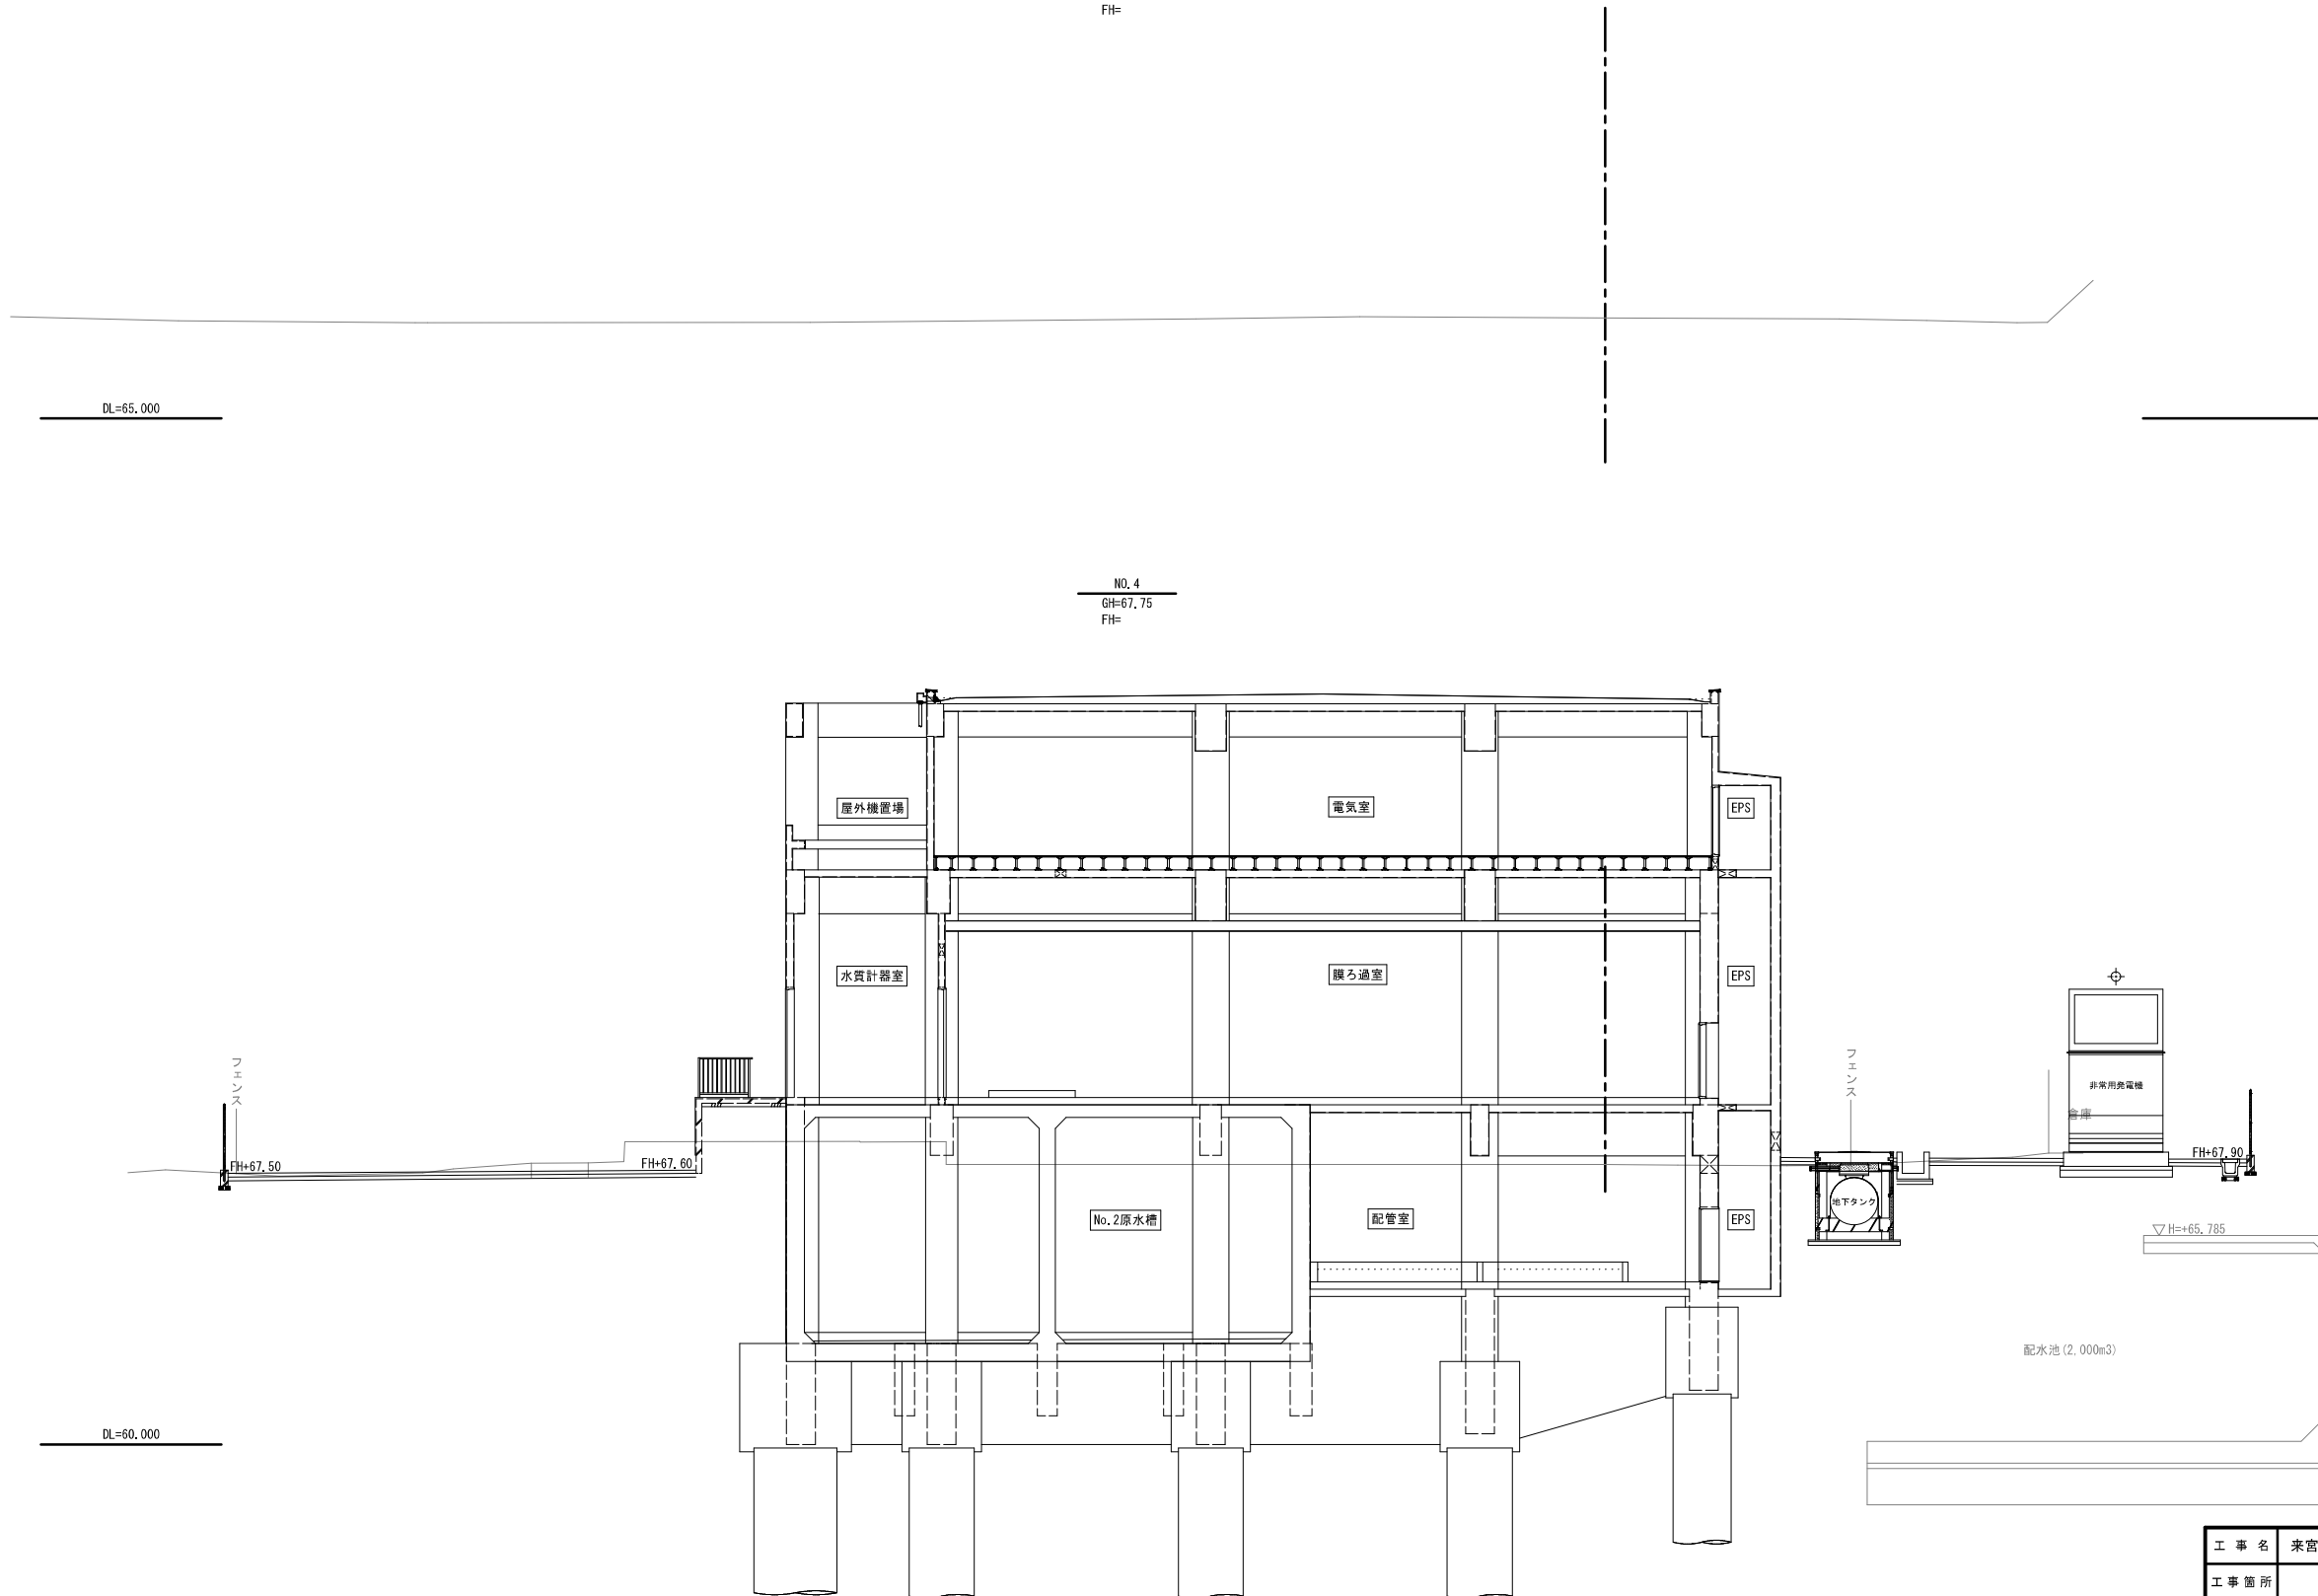 FH=
DL=65.000
NO.4
GH=67.75
FH=
屋外機置場
電気室
EPS
水質計器室
膜ろ過室
EPS
フェンス
フェンス
非常用発電機
倉庫
FH+67.50
FH+67.60
FH+67.90
地下タンク
No.2原水槽
配管室
EPS
H=+65.785
配水池(2,000m3)
DL=60.000
工事名 来宮
工事箇所